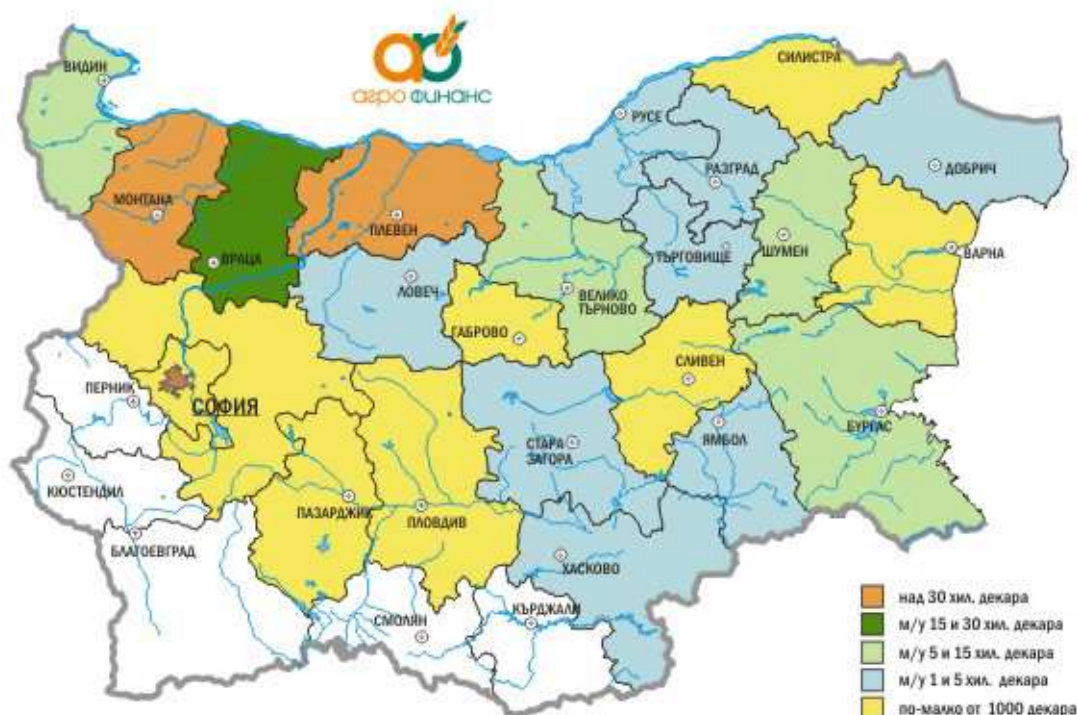 агро финанс
ВИДИН
СИЛИСТРА
РУСЕ
ДОБРИЧ
РАЗГРАД
МОНТАНА
ПЛЕВЕН
ВРАЦА
ТЪРГОВИЩЕ
ШУМЕН
ВАРНА
ЛОВЕЧ
ВЕЛИКО
ТЪРНОВО
ГАБРОВО
СЛИВЕН
ПЕРНИК
СОФИЯ
БУРГАС
ЯМБОЛ
СТАРА
ЗАГОРА
КЮСТЕНДИЛ
ПАЗАРДЖИК
ПЛОВДИВ
БЛАГОЕВГРАД
ХАСКОВО
КЪРДЖАЛИ
СМОЛЯН
над 30 хил. декара
м/у 15 и 30 хил. декара
м/у 5 и 15 хил. декара
м/у 1 и 5 хил. декара
по-малко от 1000 декара